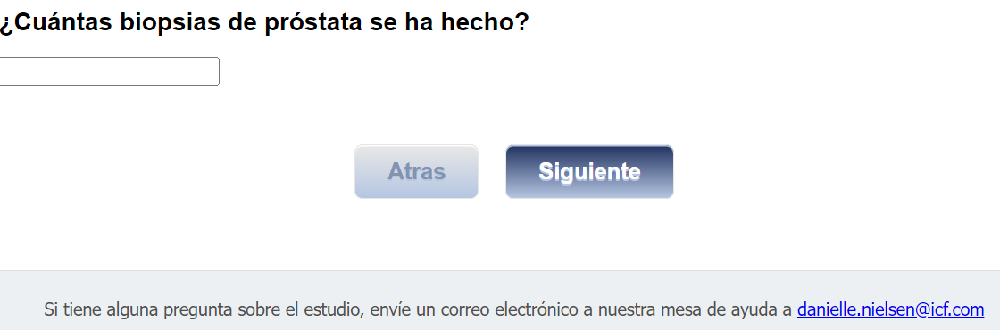 ¿Cuántas biopsias de próstata se ha hecho?
Atras
Siguiente
Si tiene alguna pregunta sobre el estudio, envíe un correo electrónico a nuestra mesa de ayuda a danielle.nielsen@icf.com